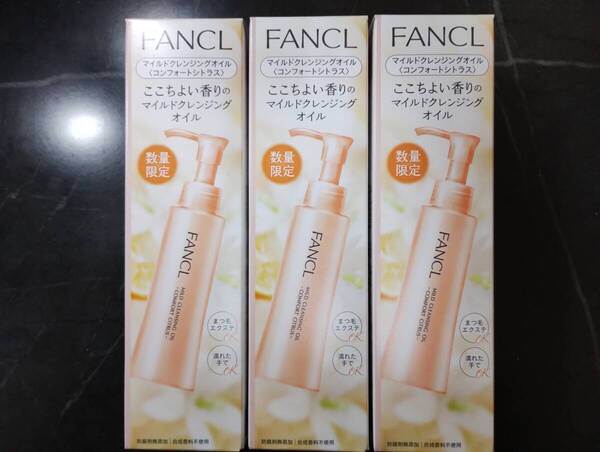 FANCL
マイルドクレンジングオイル
〈コンフォートシトラス〉
ここちよい香りの
マイルドクレンジング
オイル
数量
限定
FANCL
MILD CLEANSING OIL
-COMFORT CITRUS-
まつ毛
エクステ
OK
濡れた
手で
OK
防腐剤無添加|合成香料不使用
FANCL
マイルドクレンジングオイル
〈コンフォートシトラス〉
ここちよい香りの
マイルドクレンジング
オイル
数量
限定
FANCL
MILD CLEANSING OIL
-COMFORT CITRUS-
まつ毛
エクステ
OK
濡れた
手で
OK
防腐剤無添加|合成香料不使用
FANCL
マイルドクレンジングオイル
〈コンフォートシトラス〉
ここちよい香りの
マイルドクレンジング
オイル
数量
限定
FANCL
MILD CLEANSING OIL
-COMFORT CITRUS-
まつ毛
エクステ
OK
濡れた
手で
OK
防腐剤無添加|合成香料不使用